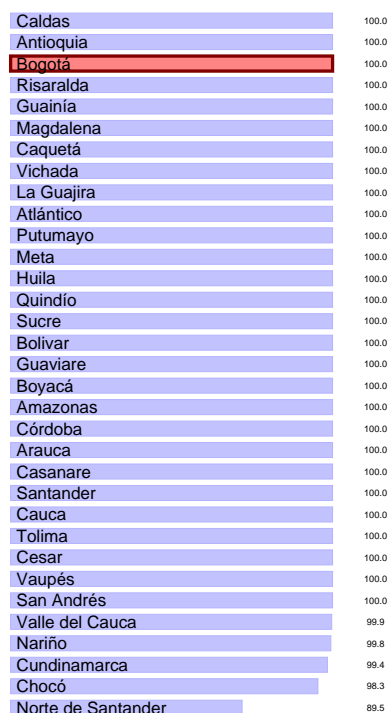 Caldas 100.0
Antioquia 100.0
Bogotá 100.0
Risaralda 100.0
Guainía 100.0
Magdalena 100.0
Caquetá 100.0
Vichada 100.0
La Guajira 100.0
Atlántico 100.0
Putumayo 100.0
Meta 100.0
Huila 100.0
Quindío 100.0
Sucre 100.0
Bolivar 100.0
Guaviare 100.0
Boyacá 100.0
Amazonas 100.0
Córdoba 100.0
Arauca 100.0
Casanare 100.0
Santander 100.0
Cauca 100.0
Tolima 100.0
Cesar 100.0
Vaupés 100.0
San Andrés 100.0
Valle del Cauca 99.9
Nariño 99.8
Cundinamarca 99.4
Chocó 98.3
Norte de Santander 89.5